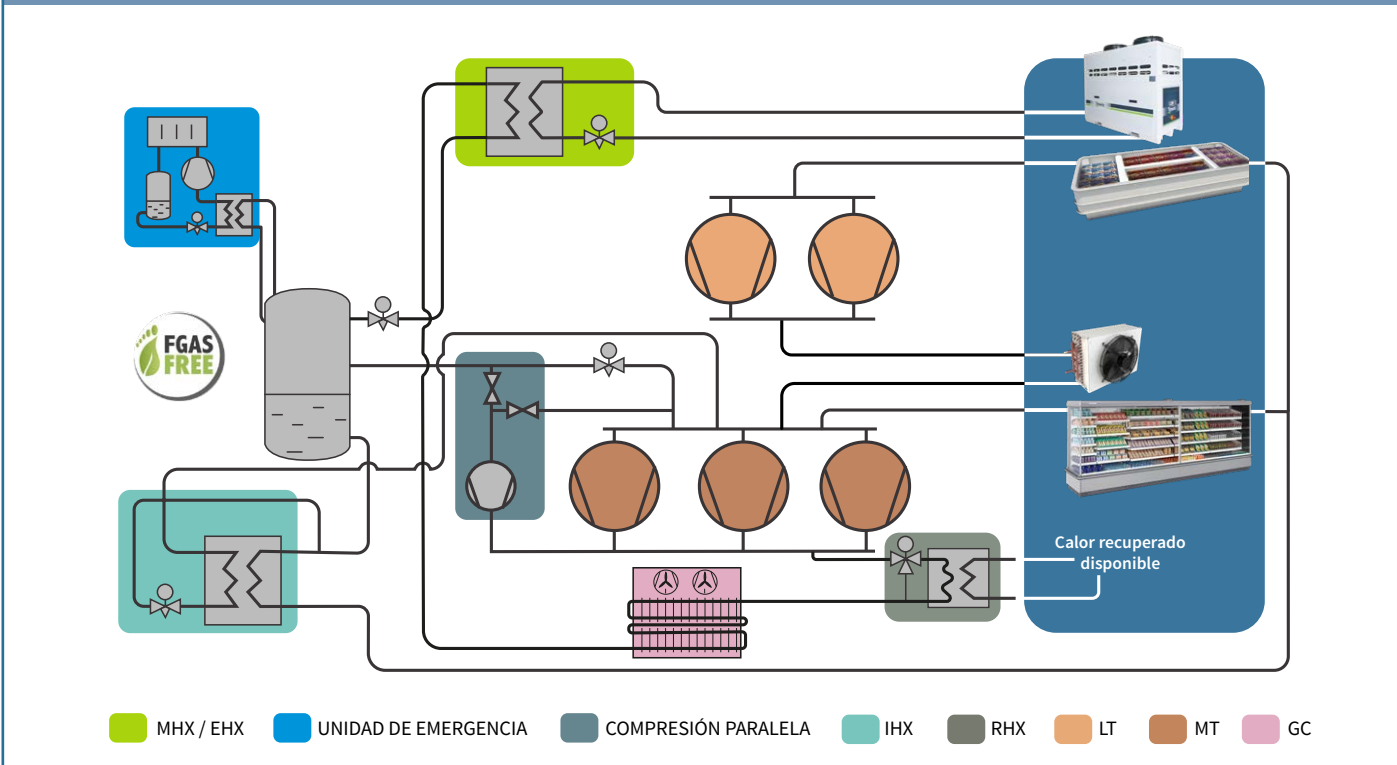 FGAS
FREE
Calor recuperado
disponible
MHX / EHX
UNIDAD DE EMERGENCIA
COMPRESIÓN PARALELA
IHX
RHX
LT
MT
GC